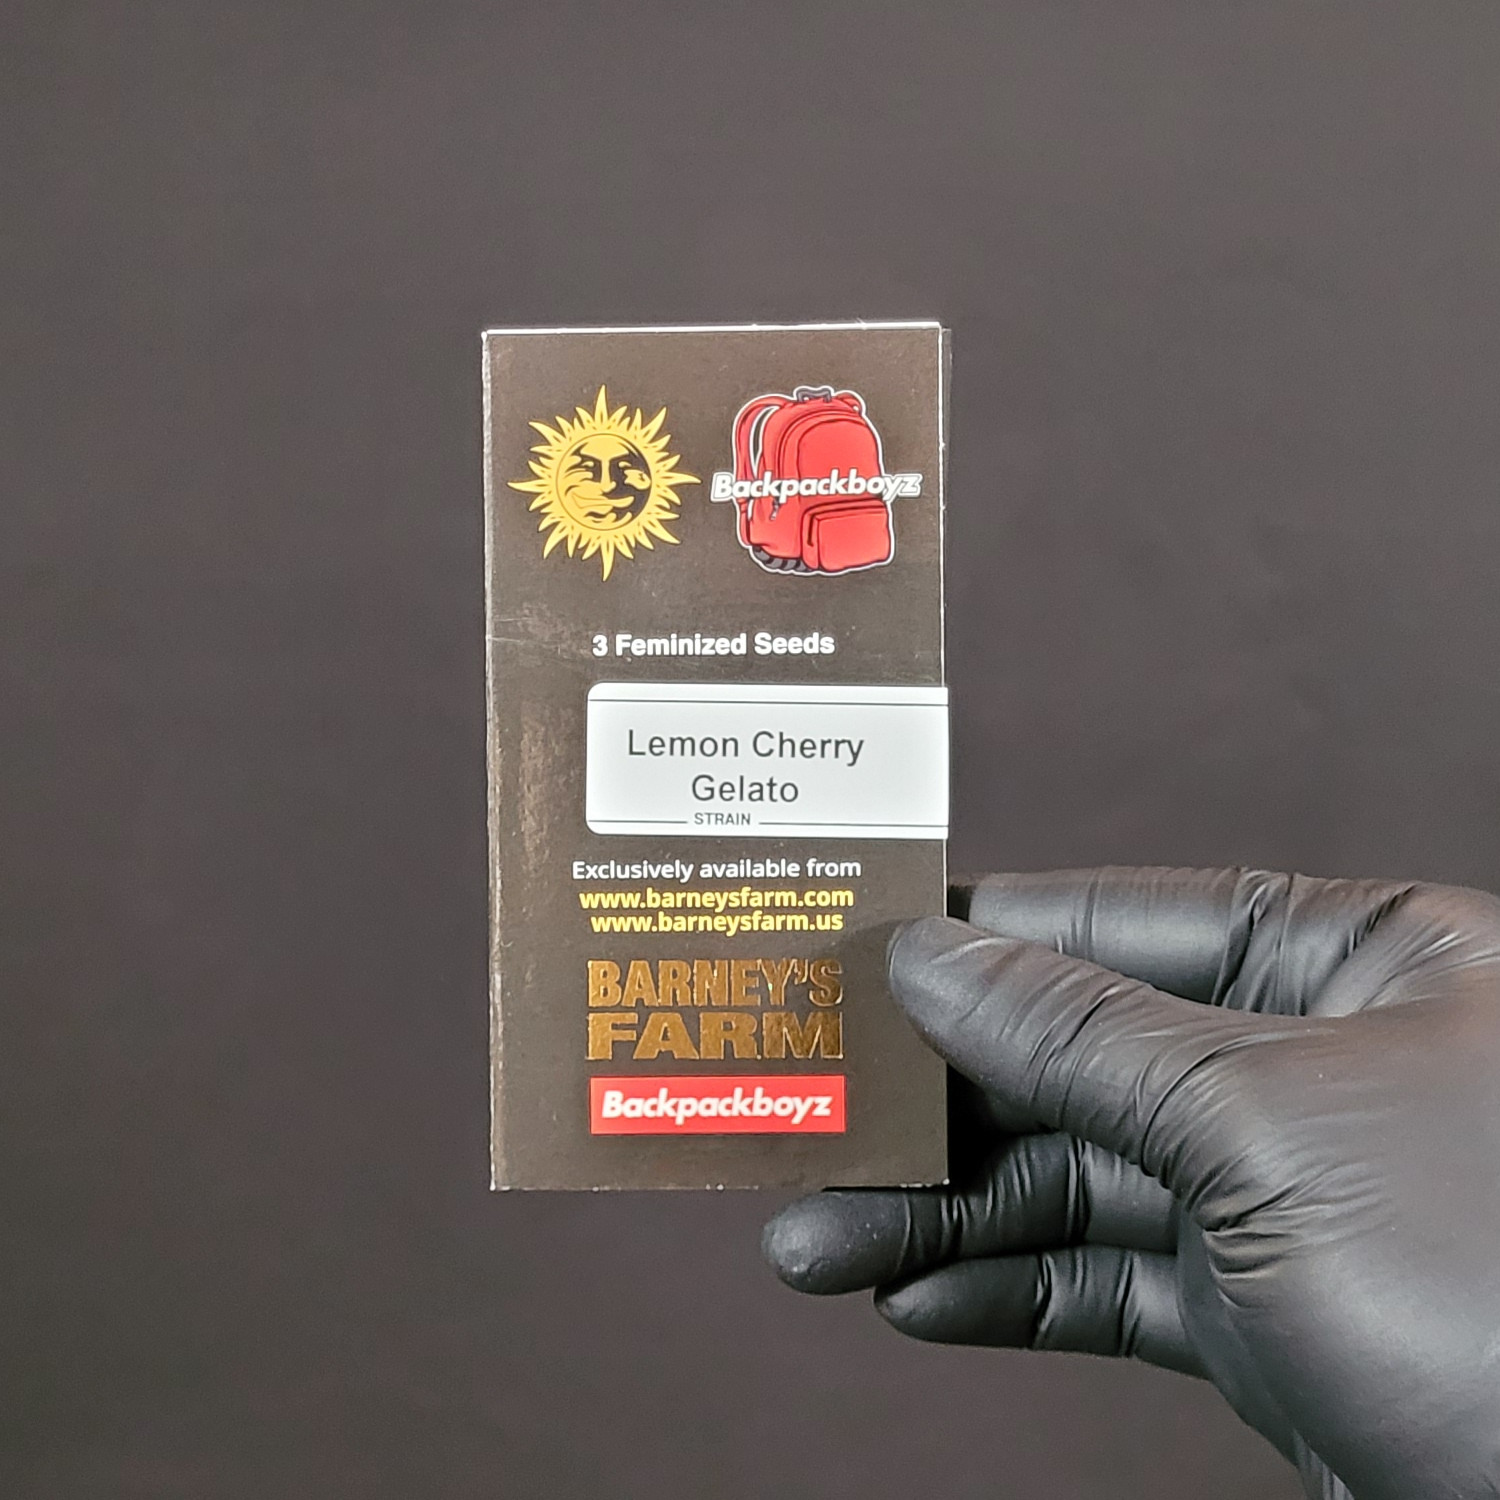 Backpackboyz
3 Feminized Seeds
Lemon Cherry
Gelato
STRAIN
Exclusively available from
www.barneysfarm.com
www.barneysfarm.us
BARNEY'S
FARM
Backpackboyz